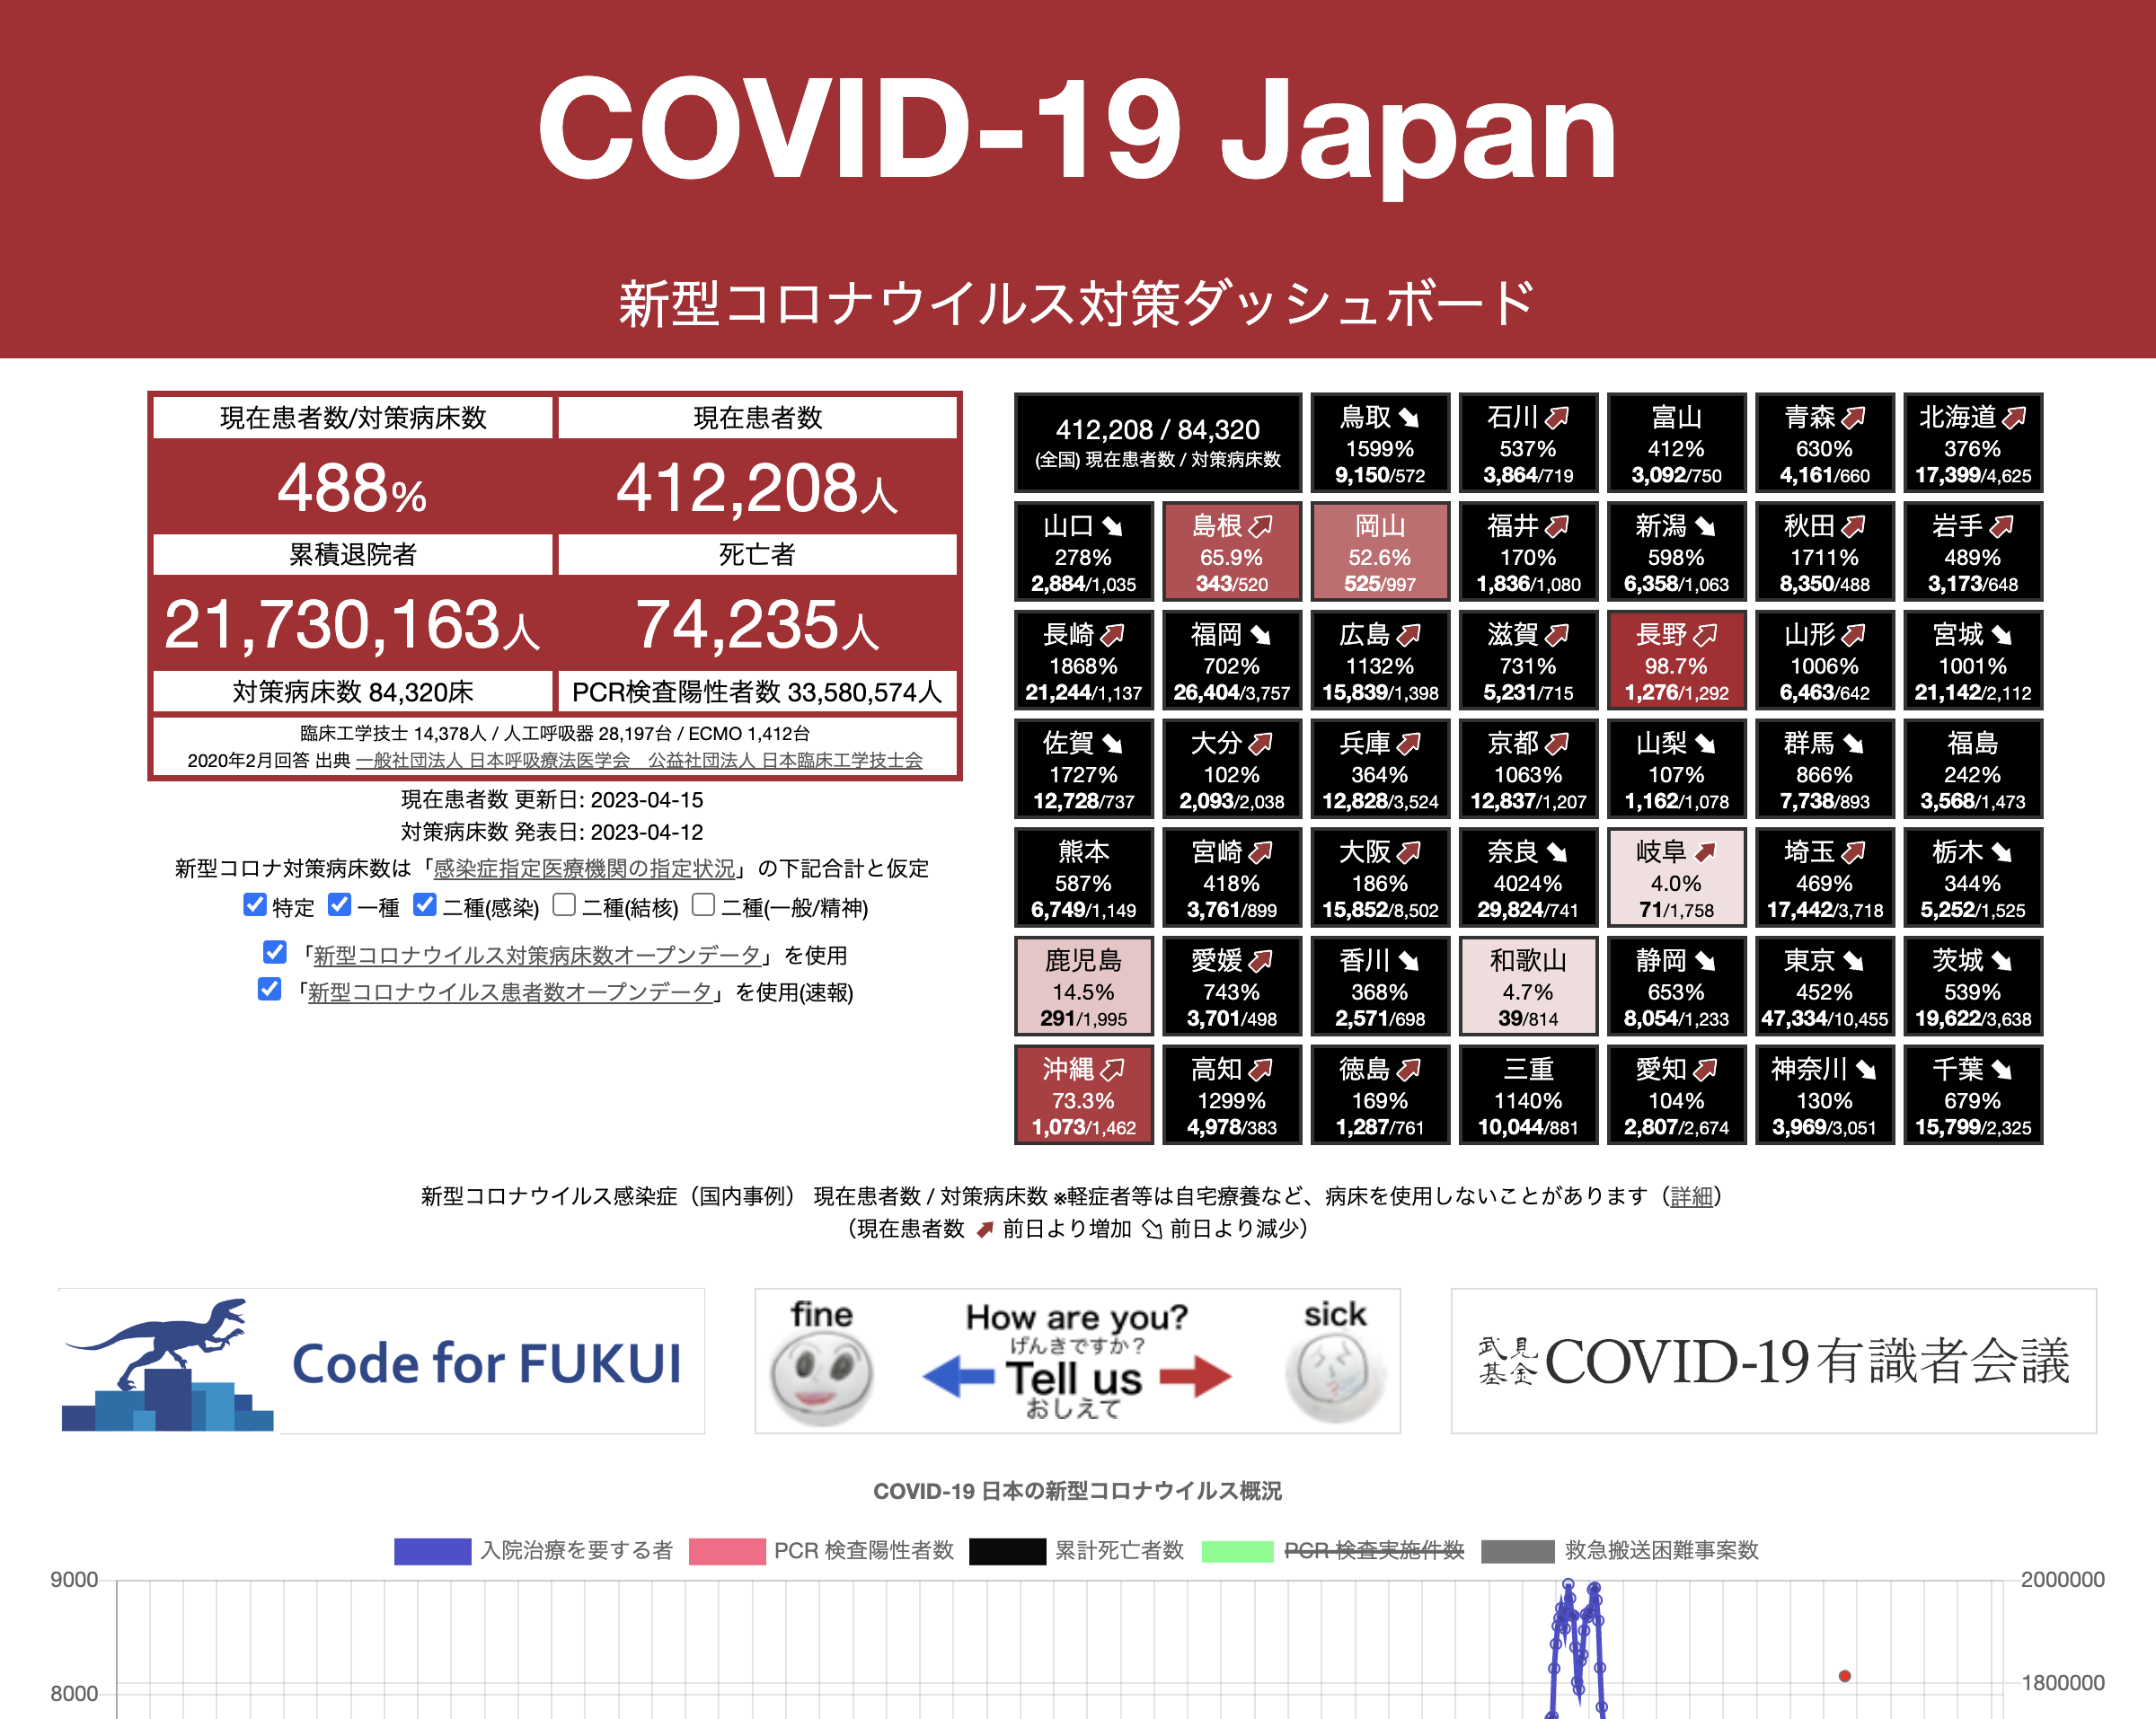 COVID-19 Japan
新型コロナウイルス対策ダッシュボード
現在患者数/対策病床数
現在患者数
488%
412,208人
累積退院者
死亡者
21,730,163人
74,235人
対策病床数 84,320床
PCR検査陽性者数 33,580,574人
臨床工学技士 14,378人 / 人工呼吸器 28,197台 / ECMO 1,412台
2020年2月回答 出典 一般社団法人 日本呼吸療法医学会　公益社団法人 日本臨床工学技士会
現在患者数 更新日: 2023-04-15
対策病床数 発表日: 2023-04-12
新型コロナ対策病床数は「感染症指定医療機関の指定状況」の下記合計と仮定
特定 一種 二種(感染) 二種(結核) 二種(一般/精神)
「新型コロナウイルス対策病床数オープンデータ」を使用
「新型コロナウイルス患者数オープンデータ」を使用(速報)
412,208 / 84,320
(全国) 現在患者数 / 対策病床数
鳥取
1599%
9,150/572
石川
537%
3,864/719
富山
412%
3,092/750
青森
630%
4,161/660
北海道
376%
17,399/4,625
山口
278%
2,884/1,035
島根
65.9%
343/520
岡山
52.6%
525/997
福井
170%
1,836/1,080
新潟
598%
6,358/1,063
秋田
1711%
8,350/488
岩手
489%
3,173/648
長崎
1868%
21,244/1,137
福岡
702%
26,404/3,757
広島
1132%
15,839/1,398
滋賀
731%
5,231/715
長野
98.7%
1,276/1,292
山形
1006%
6,463/642
宮城
1001%
21,142/2,112
佐賀
1727%
12,728/737
大分
102%
2,093/2,038
兵庫
364%
12,828/3,524
京都
1063%
12,837/1,207
山梨
107%
1,162/1,078
群馬
866%
7,738/893
福島
242%
3,568/1,473
熊本
587%
6,749/1,149
宮崎
418%
3,761/899
大阪
186%
15,852/8,502
奈良
4024%
29,824/741
岐阜
4.0%
71/1,758
埼玉
469%
17,442/3,718
栃木
344%
5,252/1,525
鹿児島
14.5%
291/1,995
愛媛
743%
3,701/498
香川
368%
2,571/698
和歌山
4.7%
39/814
静岡
653%
8,054/1,233
東京
452%
47,334/10,455
茨城
539%
19,622/3,638
沖縄
73.3%
1,073/1,462
高知
1299%
4,978/383
徳島
169%
1,287/761
三重
1140%
10,044/881
愛知
104%
2,807/2,674
神奈川
130%
3,969/3,051
千葉
679%
15,799/2,325
新型コロナウイルス感染症（国内事例） 現在患者数 / 対策病床数 ※軽症者等は自宅療養など、病床を使用しないことがあります（詳細）
（現在患者数 前日より増加 前日より減少）
Code for FUKUI
fine
How are you?
げんきですか？
Tell us
おしえて
sick
武見基金 COVID-19有識者会議
COVID-19 日本の新型コロナウイルス概況
入院治療を要する者 PCR 検査陽性者数 累計死亡者数 PCR 検査実施件数 救急搬送困難事案数
9000
2000000
8000
1800000